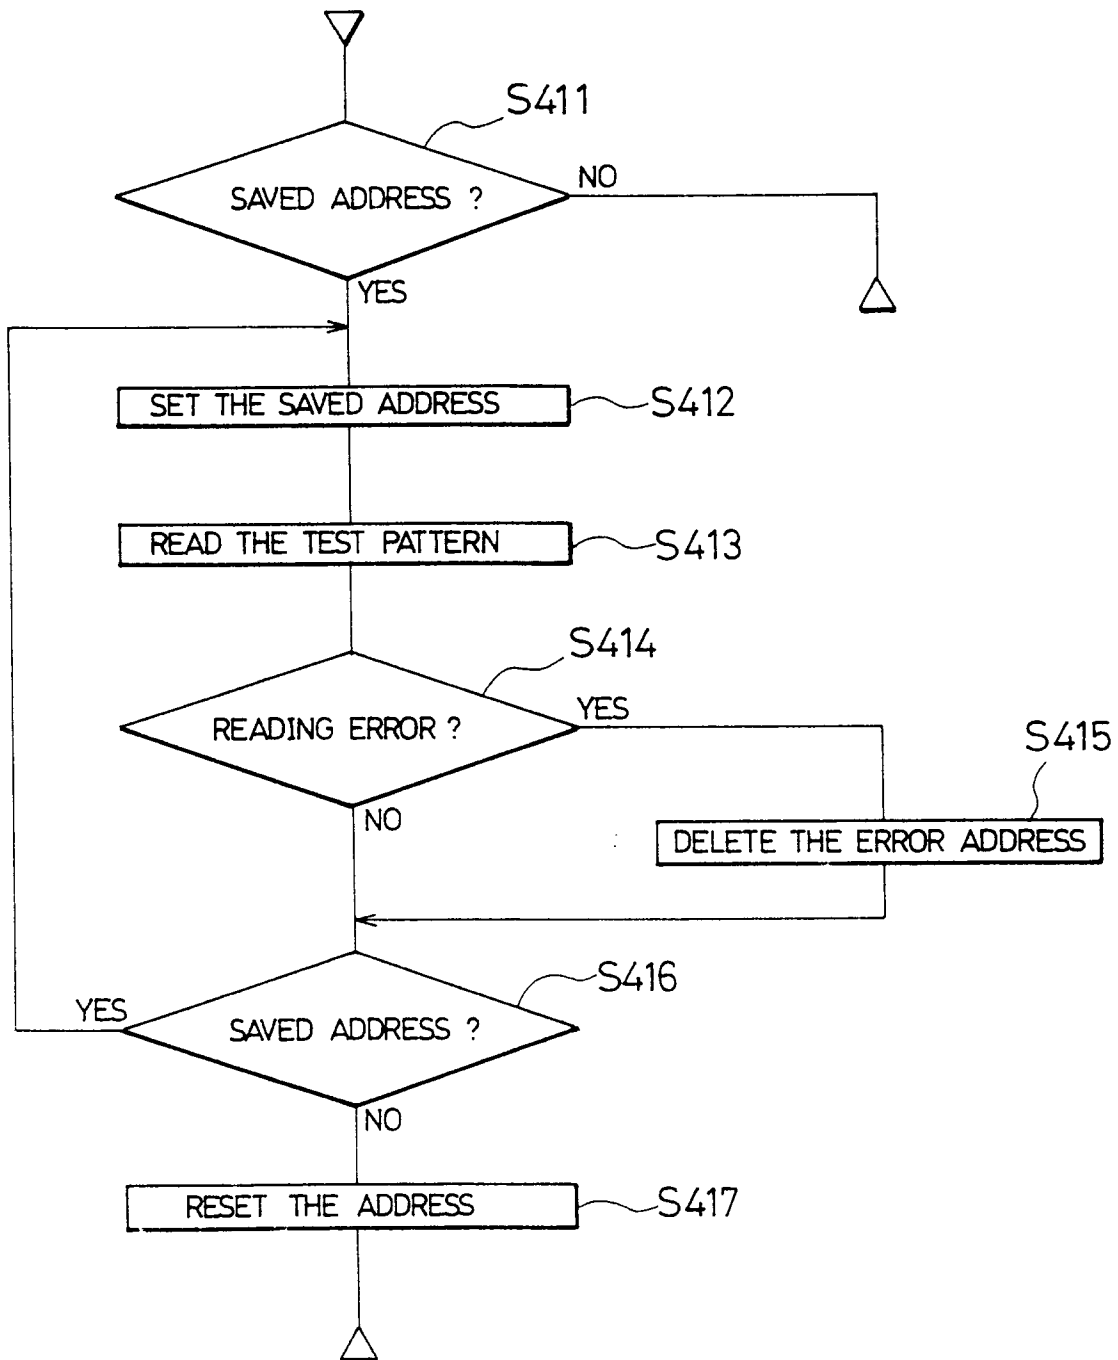 S411
SAVED ADDRESS ?
NO
YES
SET THE SAVED ADDRESS
S412
READ THE TEST PATTERN
S413
S414
READING ERROR ?
YES
S415
NO
DELETE THE ERROR ADDRESS
S416
YES
SAVED ADDRESS ?
NO
RESET THE ADDRESS
S417